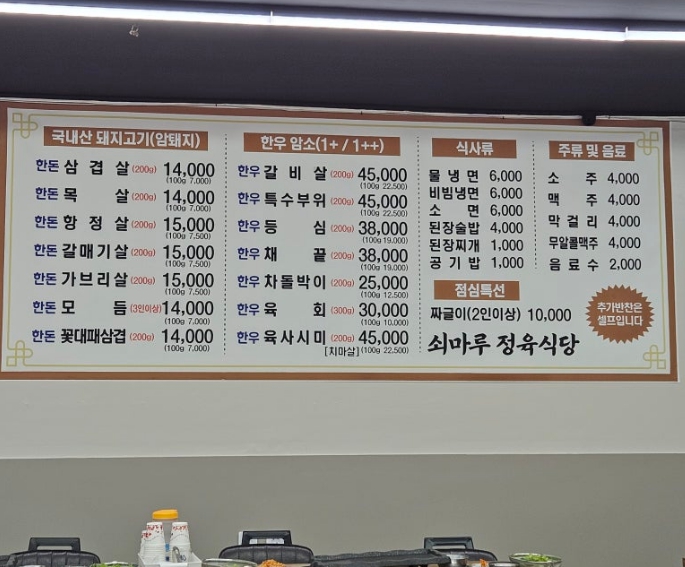 국내산 돼지고기(암퇘지)
한돈 삼겹살 (200g) 14,000
(100g 7.000)
한돈 목살 (200g) 14,000
(100g 7.000)
한돈 항정살 (200g) 15,000
(100g 7.500)
한돈 갈매기살 (200g) 15,000
(100g 7.500)
한돈 가브리살 (200g) 15,000
(100g 7.500)
한돈 모듬 (3인이상) 14,000
(100g 7.000)
한돈 꽃대패삼겹 (200g) 14,000
(100g 7.000)
한우 암소(1+ / 1++)
한우 갈비살 (200g) 45,000
(100g 22.500)
한우 특수부위 (200g) 45,000
(100g 22.500)
한우 등심 (200g) 38,000
(100g 19.000)
한우 채끝 (200g) 38,000
(100g 19.000)
한우 차돌박이 (200g) 25,000
(100g 12.500)
한우 육회 (300g) 30,000
(100g 10.000)
한우 육사시미 (200g) 45,000
[치마살] (100g 22.500)
식사류
물냉면 6,000
비빔냉면 6,000
소면 6,000
된장술밥 4,000
된장찌개 1,000
공기밥 1,000
점심특선
짜글이(2인이상) 10,000
쇠마루 정육식당
주류 및 음료
소주 4,000
맥주 4,000
막걸리 4,000
무알콜맥주 4,000
음료수 2,000
추가반찬은
셀프입니다